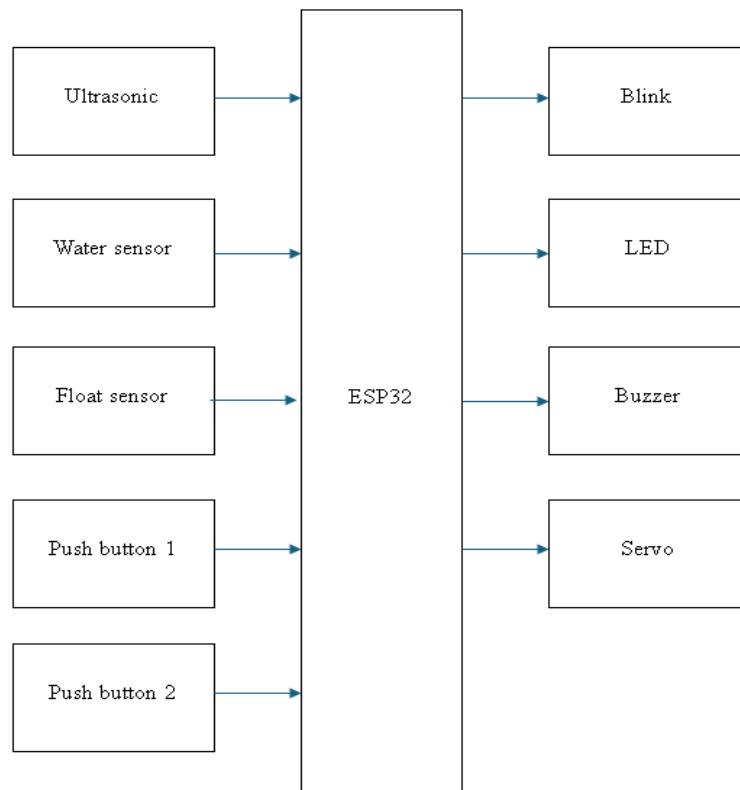 Ultrasonic
Water sensor
Float sensor
Push button 1
Push button 2
ESP32
Blink
LED
Buzzer
Servo